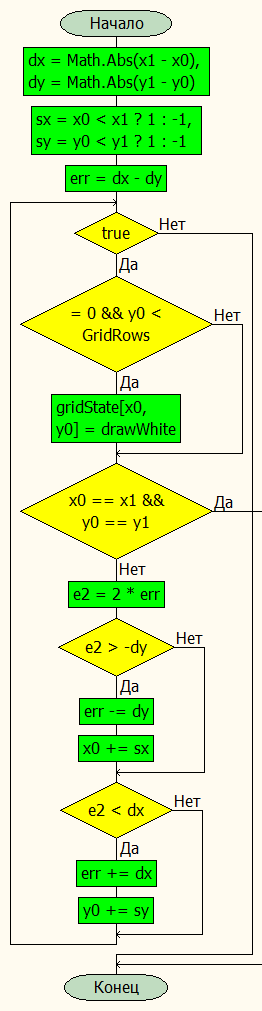 Начало
dx = Math.Abs(x1 - x0),
dy = Math.Abs(y1 - y0)
sx = x0 < x1 ? 1 : -1,
sy = y0 < y1 ? 1 : -1
err = dx - dy
true
Нет
Да
= 0 && y0 <
GridRows
Нет
Да
gridState[x0,
y0] = drawWhite
x0 == x1 &&
y0 == y1
Да
Нет
e2 = 2 * err
e2 > -dy
Нет
Да
err -= dy
x0 += sx
e2 < dx
Нет
Да
err += dx
y0 += sy
Конец